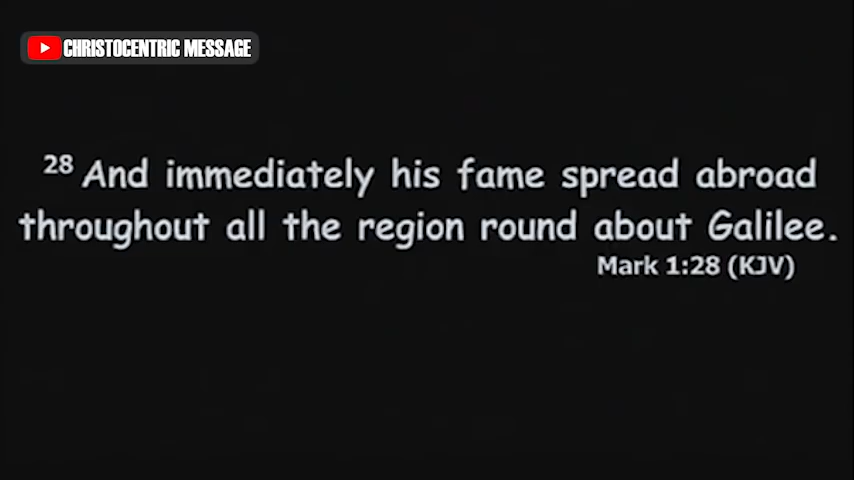 CHRISTOCENTRIC MESSAGE
28 And immediately his fame spread abroad
throughout all the region round about Galilee.
Mark 1:28 (KJV)